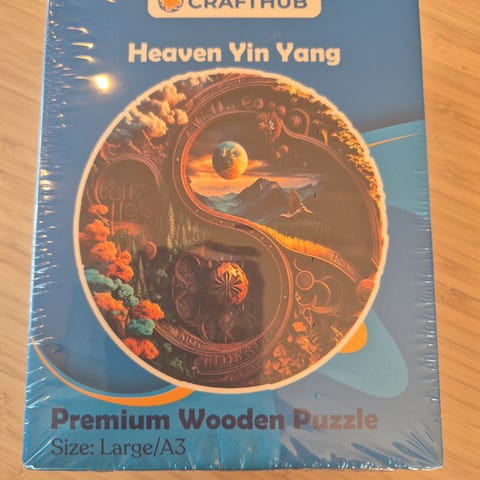 CRAFTHUB
Heaven Yin Yang
Premium Wooden Puzzle
Size: Large/A3